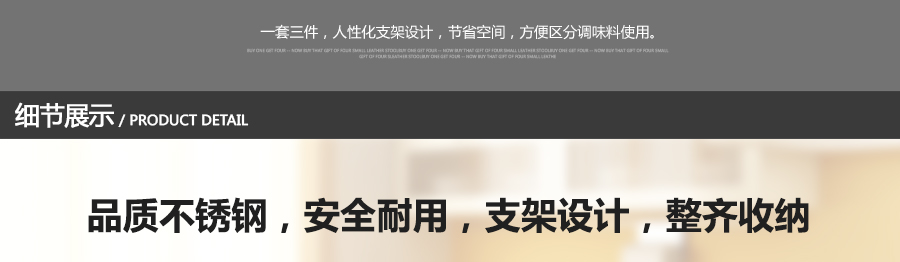 一套三件，人性化支架设计，节省空间，方便区分调味料使用。
BUY ONE GET YOUR -- HOW BUY THAT GIFT OF FOUR SMALL LEATHER STOOLBUY ONE GET YOUR -- HOW BUY THAT GIFT OF FOUR SMALL LEATHER STOOLBUY ONE GET YOUR -- HOW BUY THAT GIFT OF FOUR SMALL
GIFT OF FOUR SLEATHER STOOLBUY ONE GET YOUR -- HOW BUY THAT GIFT OF FOUR SMALL LEATHE
细节展示 / PRODUCT DETAIL
品质不锈钢，安全耐用，支架设计，整齐收纳